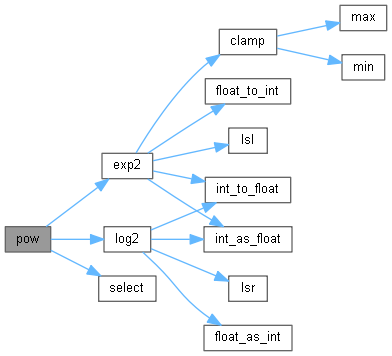 max
clamp
min
float_to_int
lsl
exp2
int_to_float
pow
log2
int_as_float
select
lsr
float_as_int